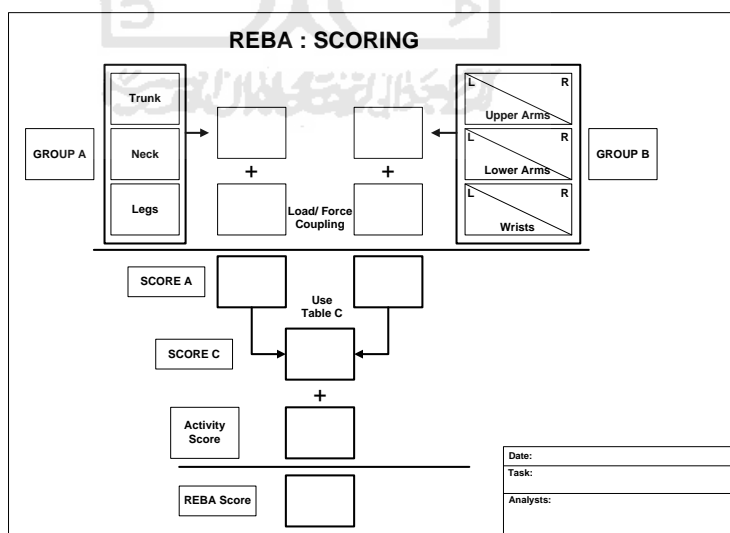 REBA : SCORING
GROUP A
Trunk
Neck
Legs
L R
Upper Arms
L R
Lower Arms
L R
Wrists
GROUP B
+
+
Load/ Force
Coupling
SCORE A
Use
Table C
SCORE C
+
Activity
Score
REBA Score
Date:
Task:
Analysts: